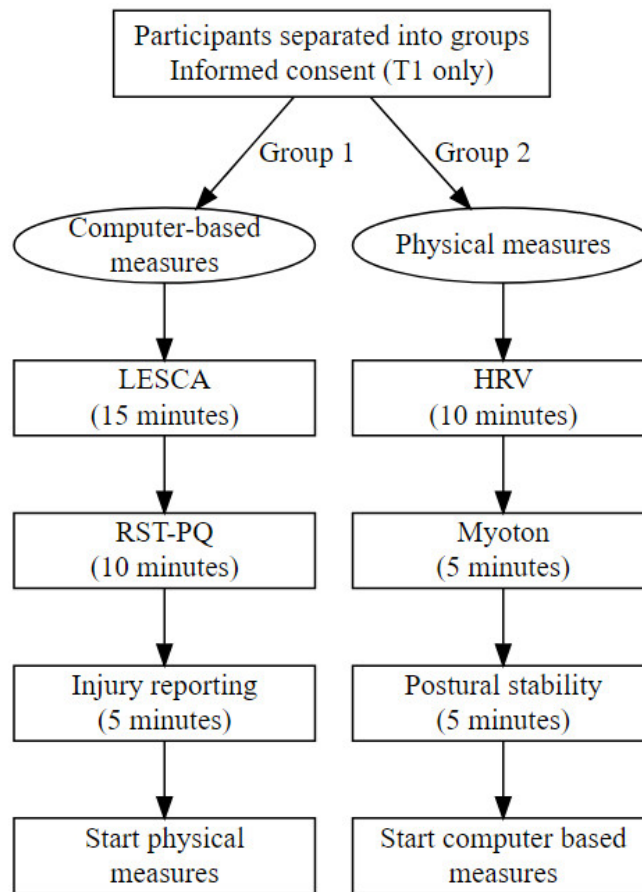 Participants separated into groups
Informed consent (T1 only)
Group 1
Group 2
Computer-based
measures
Physical measures
LESCA
(15 minutes)
HRV
(10 minutes)
RST-PQ
(10 minutes)
Myoton
(5 minutes)
Injury reporting
(5 minutes)
Postural stability
(5 minutes)
Start physical
measures
Start computer based
measures